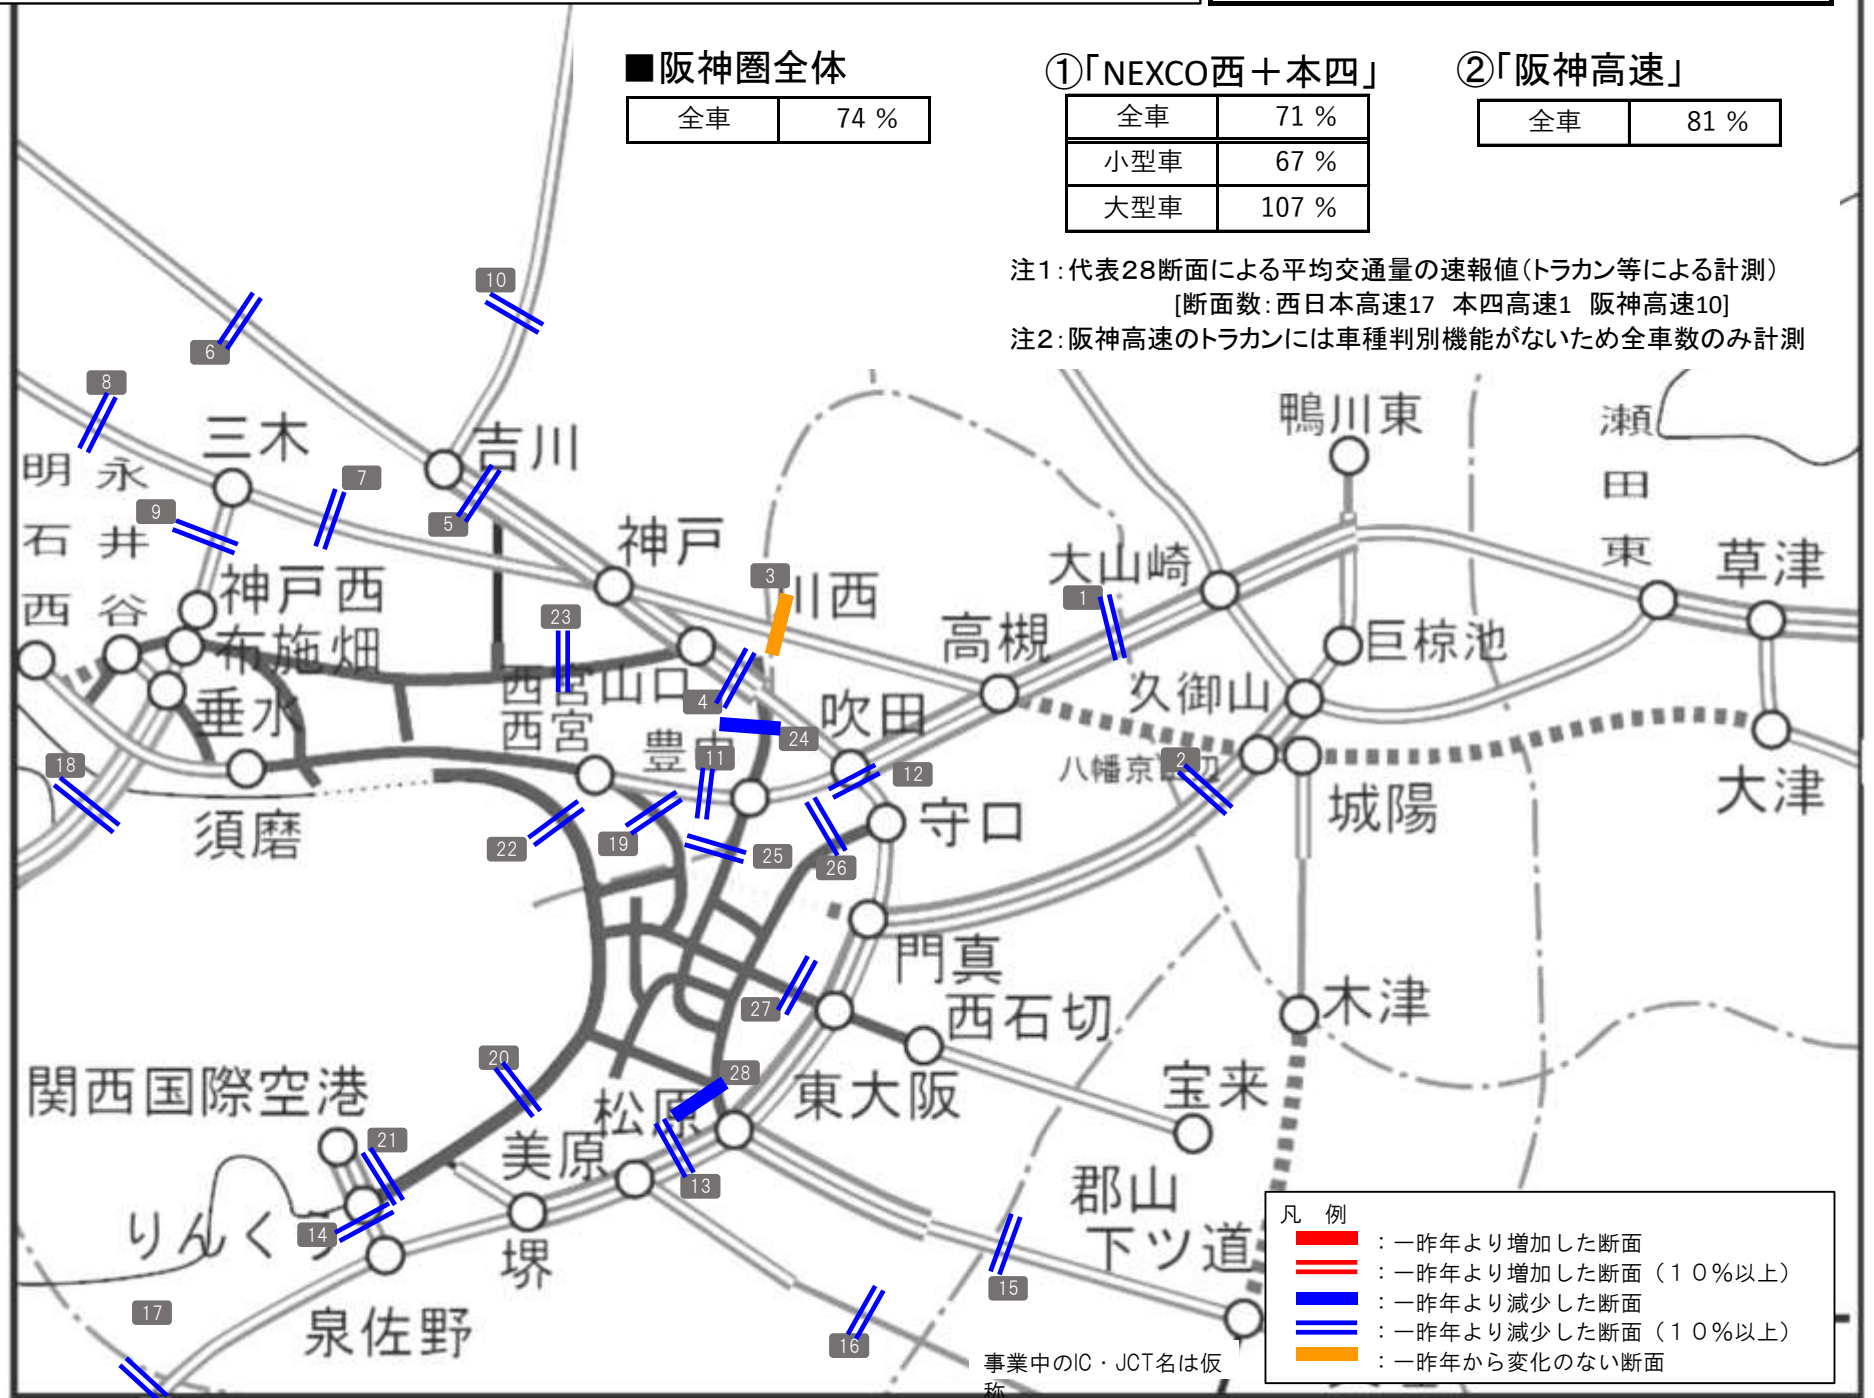 ■阪神圏全体
全車 74 %
①「NEXCO西＋本四」
全車 71 %
小型車 67 %
大型車 107 %
②「阪神高速」
全車 81 %
注１：代表２８断面による平均交通量の速報値（トラカン等による計測）
[断面数：西日本高速17 本四高速1 阪神高速10]
注２：阪神高速のトラカンには車種判別機能がないため全車数のみ計測
10
6
8
三木
吉川
鴨川東
瀬田東
明石西
永井谷
7
9
5
神戸
大山崎
草津
神戸西
3
川西
1
23
高槻
巨椋池
布施畑
西宮山口
4
久御山
垂水
西宮
吹田
豊中
24
18
11
12
八幡京田辺
2
大津
城陽
須磨
守口
22
19
25
26
門真
27
西石切
木津
20
28
関西国際空港
松原
東大阪
宝来
21
美原
13
郡山
りんくう
14
下ツ道
堺
15
17
泉佐野
16
事業中のIC・JCT名は仮
称
凡 例
：一昨年より増加した断面
：一昨年より増加した断面（１０％以上）
：一昨年より減少した断面
：一昨年より減少した断面（１０％以上）
：一昨年から変化のない断面